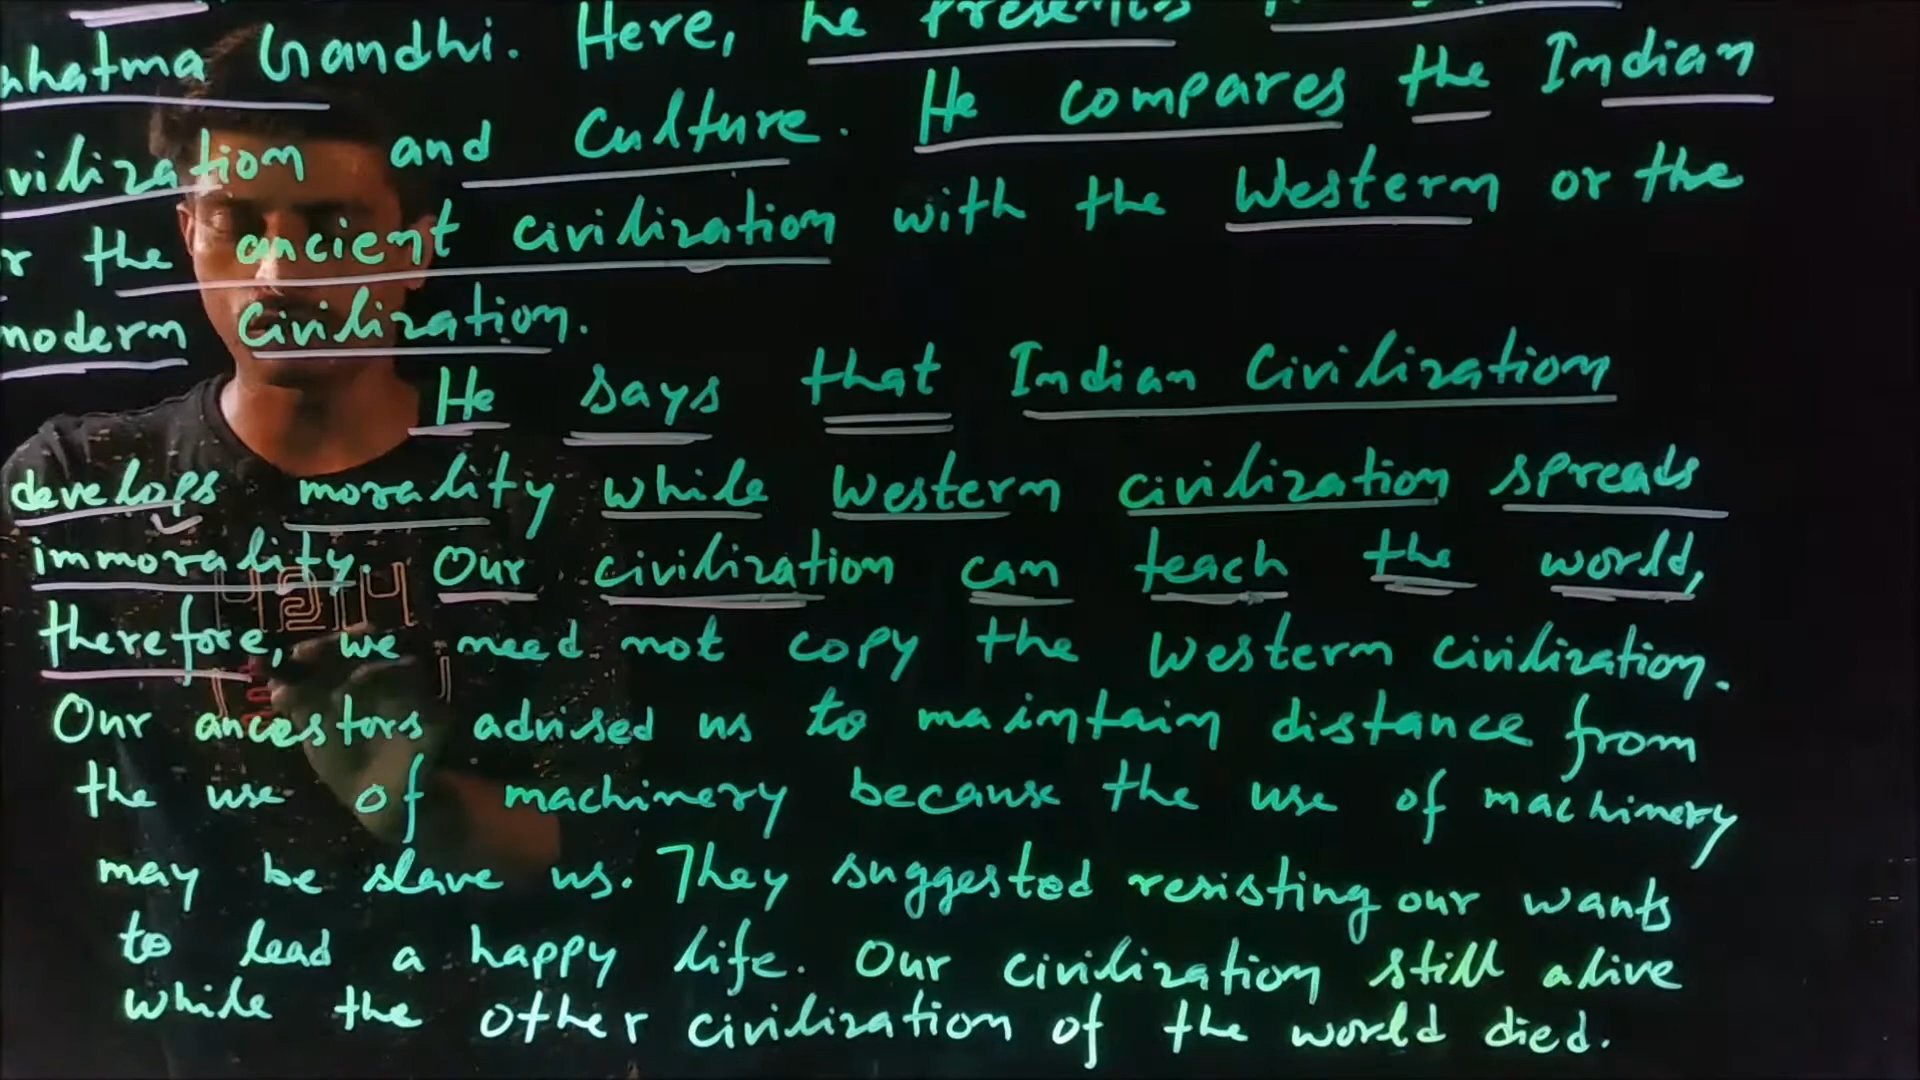 Gandhi. Here, he presents
and Culture. He compares the Indian
the ancient civilization with the Western or the
modern Civilization.
He says that Indian Civilization
develops morality while Western civilization spreads
immorality. Our civilization can teach the world,
therefore, we need not copy the Western civilization.
Our ancestors advised us to maintain distance from
the use of machinery because the use of machinery
may be slave us. They suggested resisting our wants
to lead a happy life. Our civilization still alive
while the other civilization of the world died.